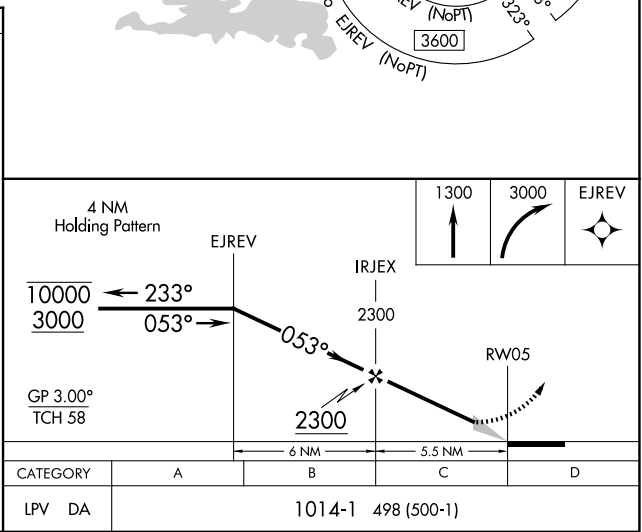 EJREV (NoPT)
(NoPT)
323°
3600
4 NM
Holding Pattern
1300
3000
EJREV
EJREV
IRJEX
2300
RW05
10000
3000
233°
053°
053°
GP 3.00°
TCH 58
2300
6 NM
5.5 NM
CATEGORY A B C D
LPV DA 1014-1 498 (500-1)